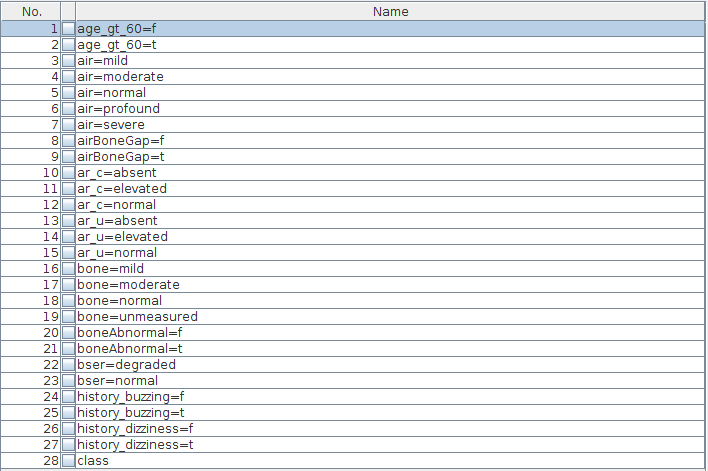 No. Name
1 age_gt_60=f
2 age_gt_60=t
3 air=mild
4 air=moderate
5 air=normal
6 air=profound
7 air=severe
8 airBoneGap=f
9 airBoneGap=t
10 ar_c=absent
11 ar_c=elevated
12 ar_c=normal
13 ar_u=absent
14 ar_u=elevated
15 ar_u=normal
16 bone=mild
17 bone=moderate
18 bone=normal
19 bone=unmeasured
20 boneAbnormal=f
21 boneAbnormal=t
22 bser=degraded
23 bser=normal
24 history_buzzing=f
25 history_buzzing=t
26 history_dizziness=f
27 history_dizziness=t
28 class